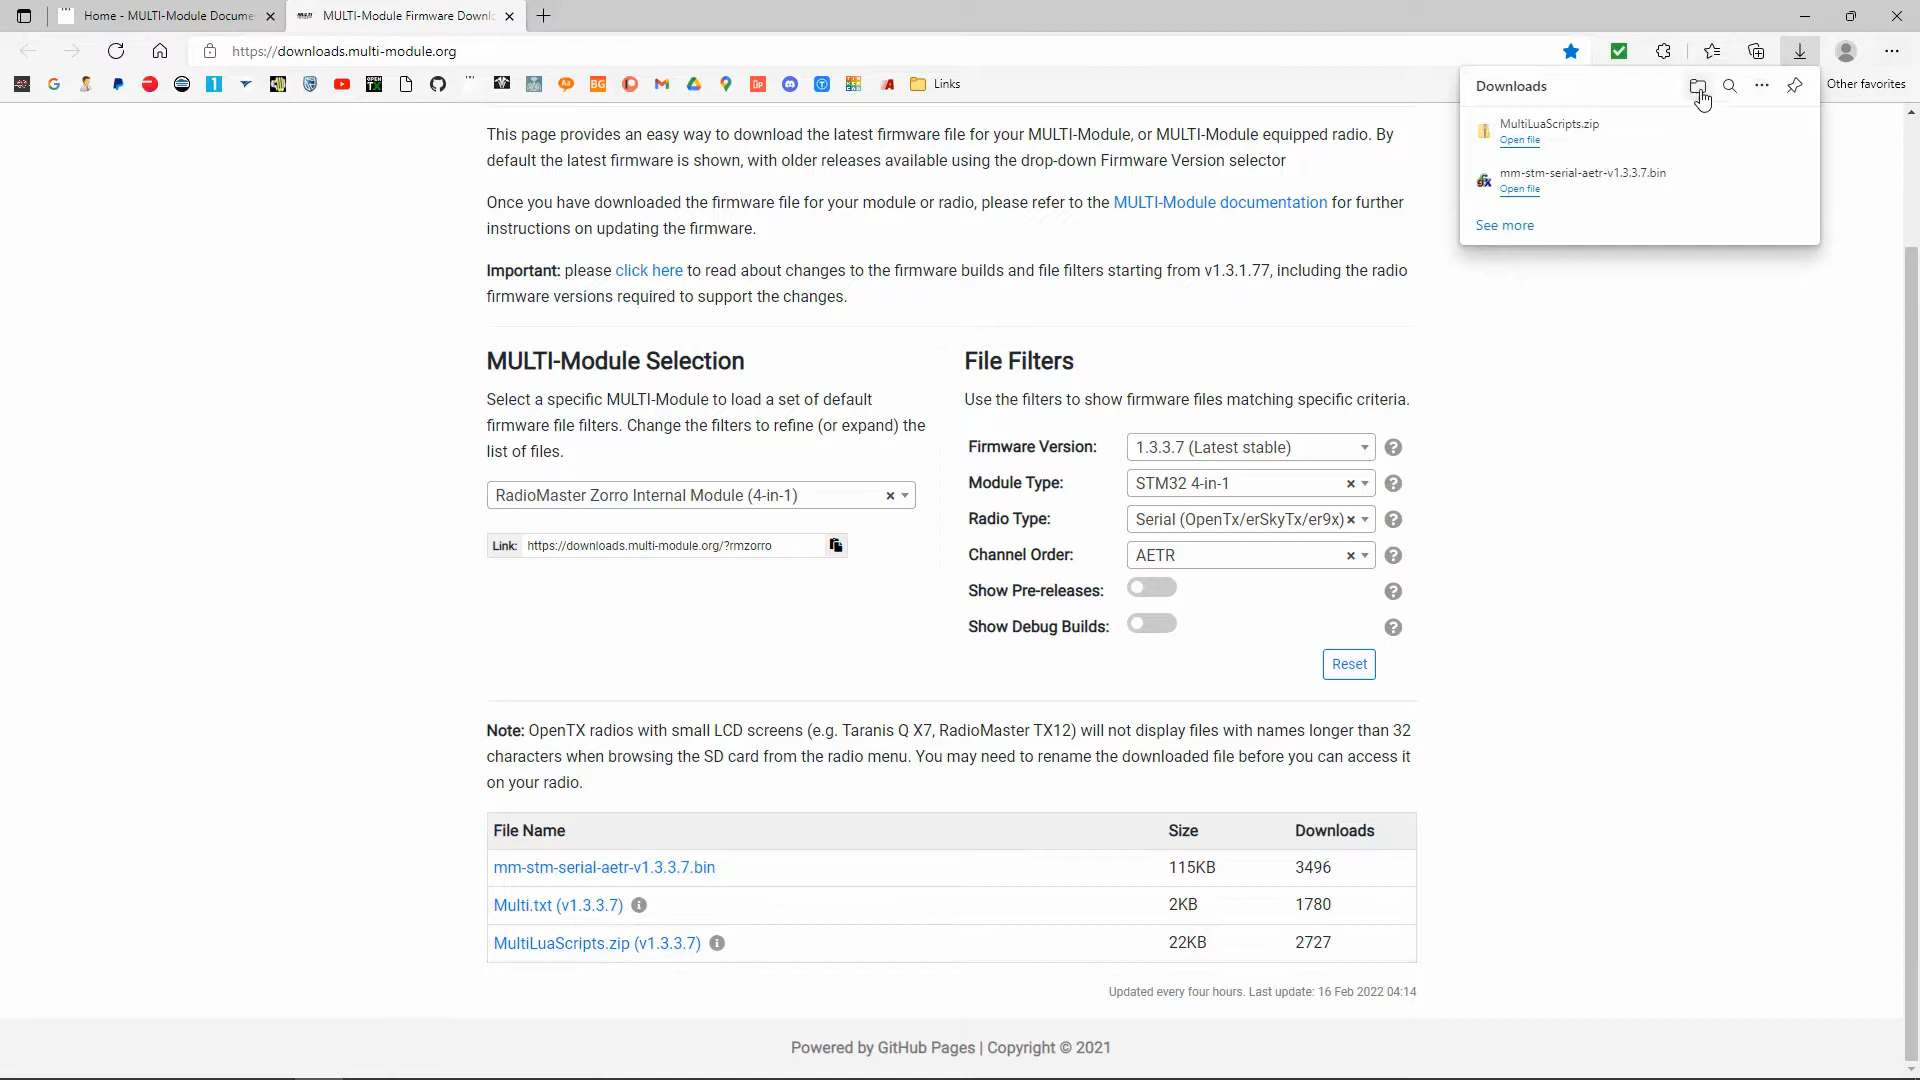 Home - MULTI-Module Docume
MULTI-Module Firmware Downl
https://downloads.multi-module.org
Links
Other favorites
Downloads
MultiLuaScripts.zip
Open file
mm-stm-serial-aetr-v1.3.3.7.bin
Open file
See more
This page provides an easy way to download the latest firmware file for your MULTI-Module, or MULTI-Module equipped radio. By
default the latest firmware is shown, with older releases available using the drop-down Firmware Version selector
Once you have downloaded the firmware file for your module or radio, please refer to the MULTI-Module documentation for further
instructions on updating the firmware.
Important: please click here to read about changes to the firmware builds and file filters starting from v1.3.1.77, including the radio
firmware versions required to support the changes.
MULTI-Module Selection
Select a specific MULTI-Module to load a set of default
firmware file filters. Change the filters to refine (or expand) the
list of files.
RadioMaster Zorro Internal Module (4-in-1)
Link: https://downloads.multi-module.org/?rmzorro
File Filters
Use the filters to show firmware files matching specific criteria.
Firmware Version: 1.3.3.7 (Latest stable)
Module Type: STM32 4-in-1
Radio Type: Serial (OpenTx/erSkyTx/er9x)
Channel Order: AETR
Show Pre-releases:
Show Debug Builds:
Reset
Note: OpenTX radios with small LCD screens (e.g. Taranis Q X7, RadioMaster TX12) will not display files with names longer than 32
characters when browsing the SD card from the radio menu. You may need to rename the downloaded file before you can access it
on your radio.
File Name Size Downloads
mm-stm-serial-aetr-v1.3.3.7.bin 115KB 3496
Multi.txt (v1.3.3.7) 2KB 1780
MultiLuaScripts.zip (v1.3.3.7) 22KB 2727
Updated every four hours. Last update: 16 Feb 2022 04:14
Powered by GitHub Pages | Copyright © 2021